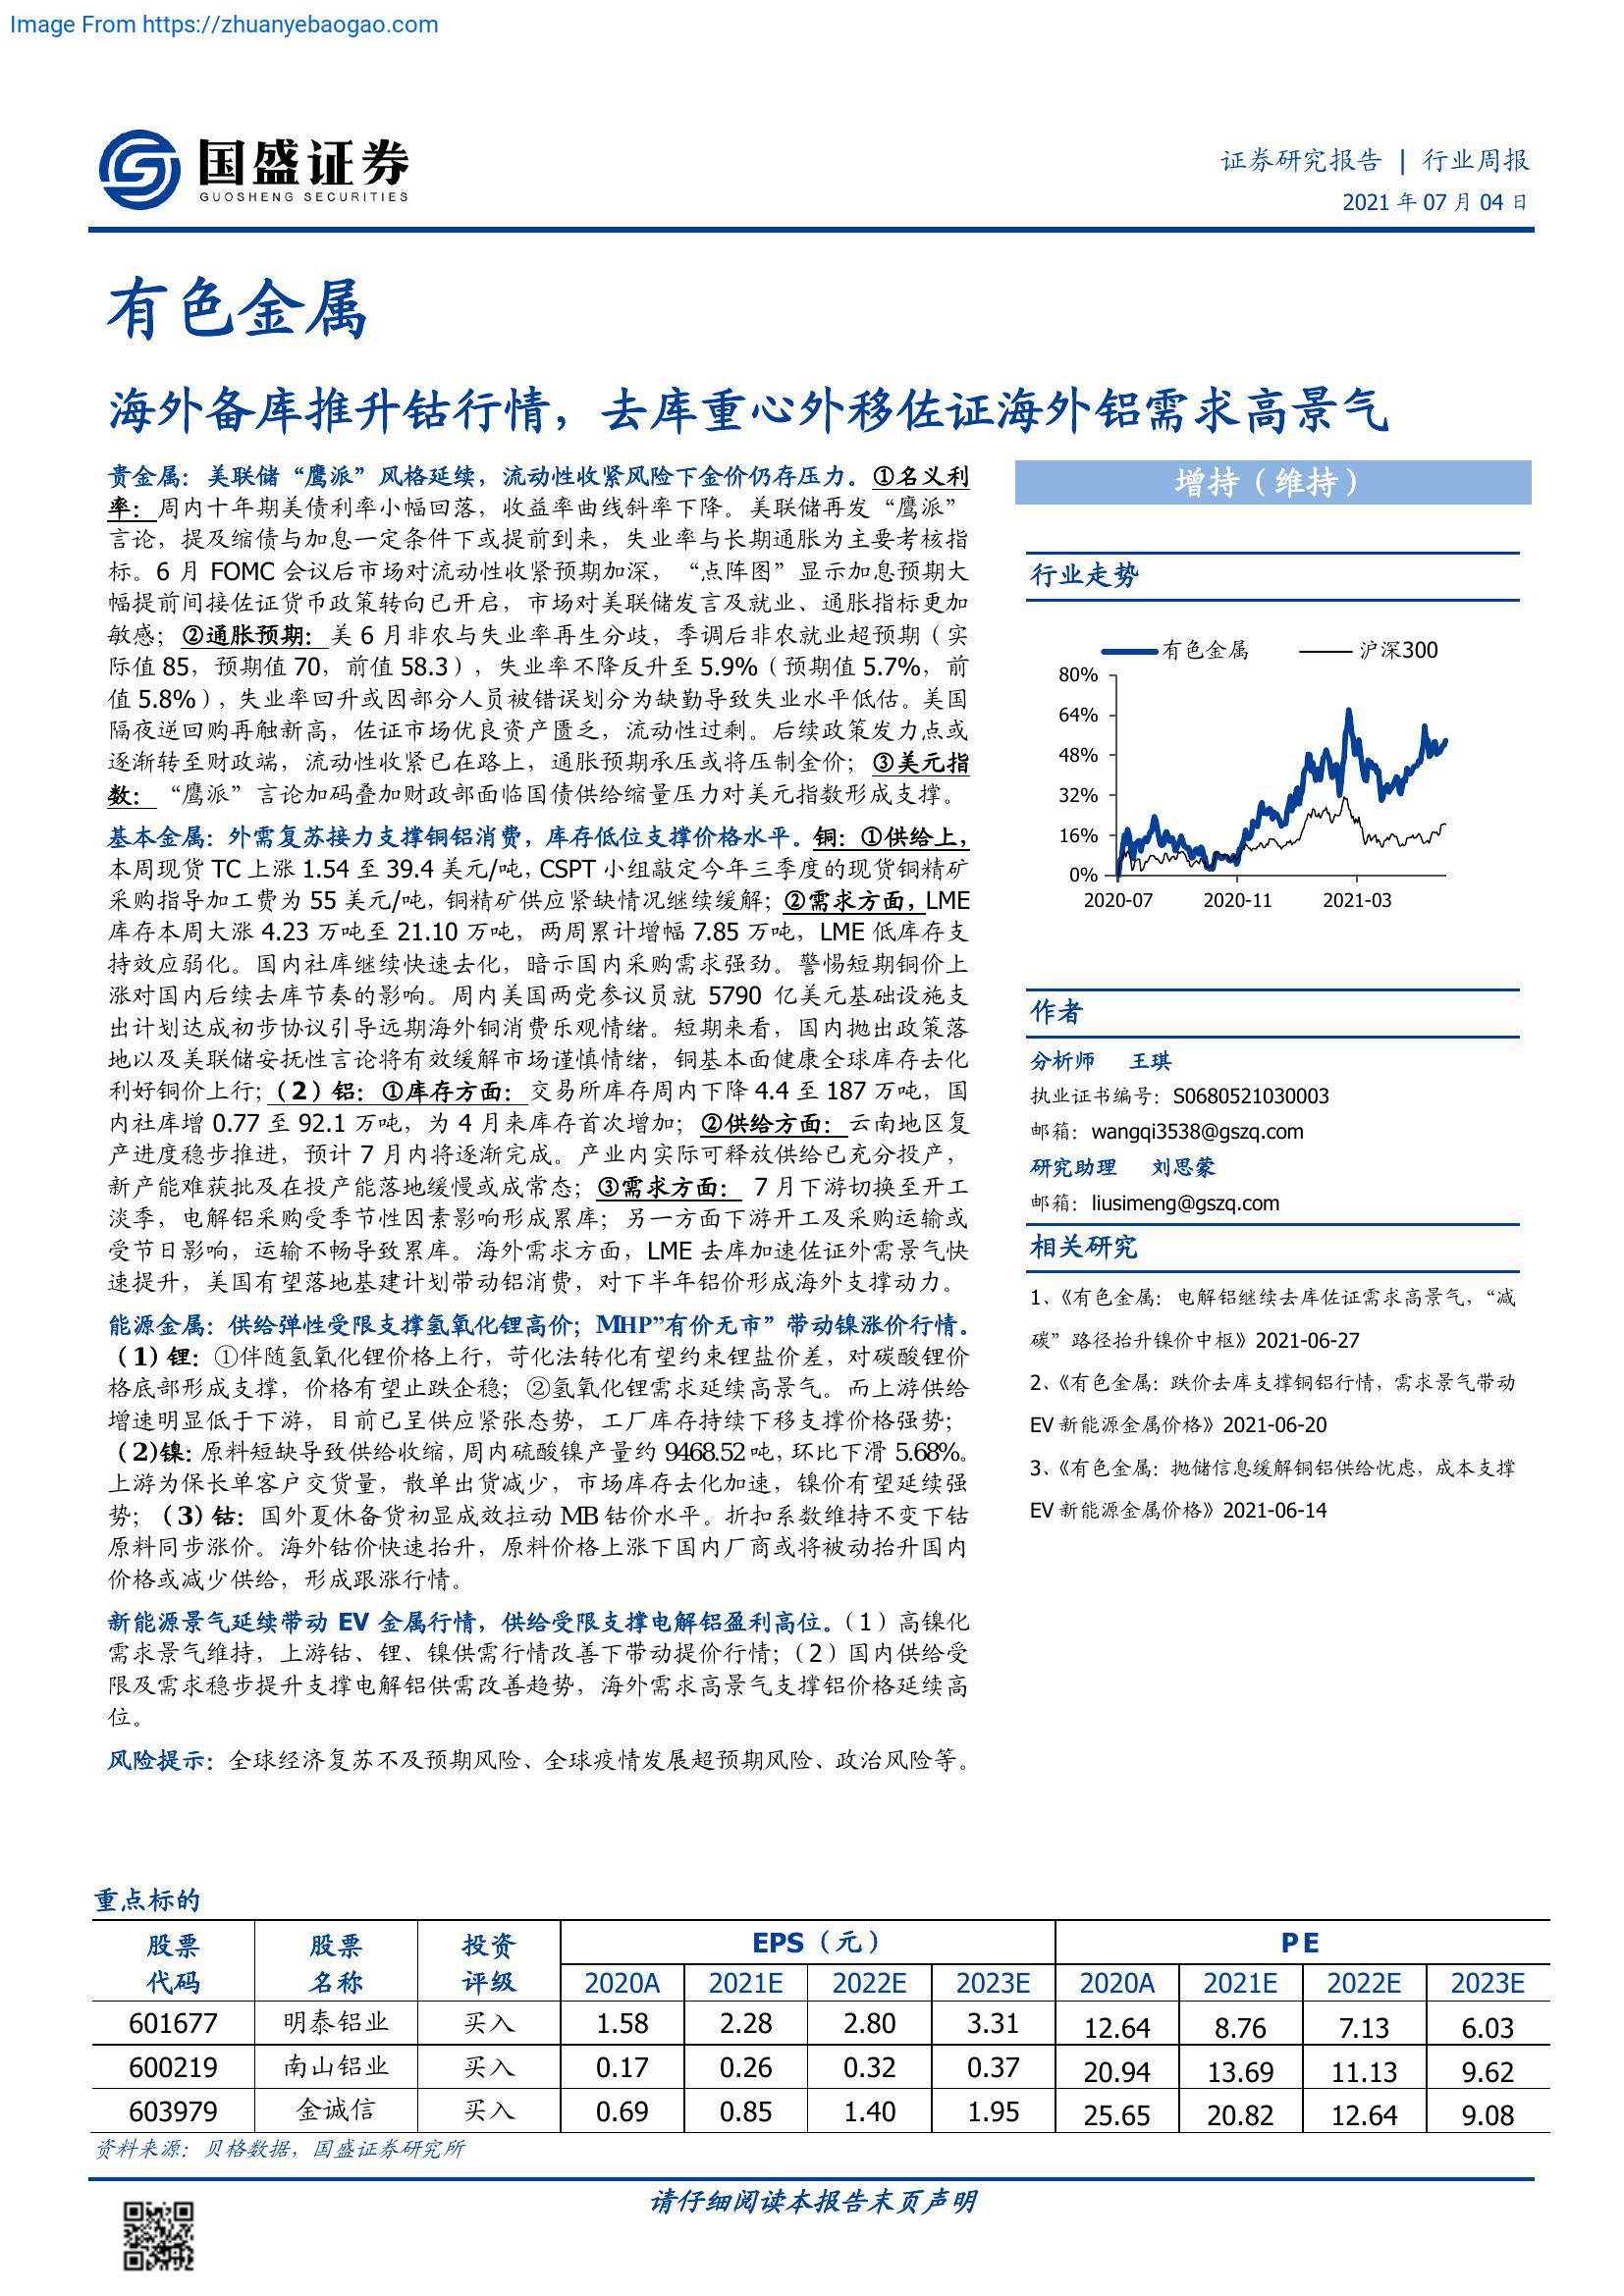 Image From https://zhuanyebaogao.com
国盛证券
GUOSHENG SECURITIES
证券研究报告 | 行业周报
2021 年 07 月 04 日
有色金属
海外备库推升钴行情，去库重心外移佐证海外铝需求高景气
贵金属：美联储“鹰派”风格延续，流动性收紧风险下金价仍存压力。①名义利
率：周内十年期美债利率小幅回落，收益率曲线斜率下降。美联储再发“鹰派”
言论，提及缩债与加息一定条件下或提前到来，失业率与长期通胀为主要考核指
标。6 月 FOMC 会议后市场对流动性收紧预期加深，“点阵图”显示加息预期大
幅提前间接佐证货币政策转向已开启，市场对美联储发言及就业、通胀指标更加
敏感；②通胀预期：美 6 月非农与失业率再生分歧，季调后非农就业超预期（实
际值 85，预期值 70，前值 58.3），失业率不降反升至 5.9%（预期值 5.7%，前
值 5.8%），失业率回升或因部分人员被错误划分为缺勤导致失业水平低估。美国
隔夜逆回购再触新高，佐证市场优良资产匮乏，流动性过剩。后续政策发力点或
逐渐转至财政端，流动性收紧已在路上，通胀预期承压或将压制金价；③美元指
数：“鹰派”言论加码叠加财政部面临国债供给缩量压力对美元指数形成支撑。
基本金属：外需复苏接力支撑铜铝消费，库存低位支撑价格水平。铜：①供给上，
本周现货 TC 上涨 1.54 至 39.4 美元/吨，CSPT 小组敲定今年三季度的现货铜精矿
采购指导加工费为 55 美元/吨，铜精矿供应紧缺情况继续缓解；②需求方面，LME
库存本周大涨 4.23 万吨至 21.10 万吨，两周累计增幅 7.85 万吨，LME 低库存支
持效应弱化。国内社库继续快速去化，暗示国内采购需求强劲。警惕短期铜价上
涨对国内后续去库节奏的影响。周内美国两党参议员就 5790 亿美元基础设施支
出计划达成初步协议引导远期海外铜消费乐观情绪。短期来看，国内抛出政策落
地以及美联储安抚性言论将有效缓解市场谨慎情绪，铜基本面健康全球库存去化
利好铜价上行；（2）铝：①库存方面：交易所库存周内下降 4.4 至 187 万吨，国
内社库增 0.77 至 92.1 万吨，为 4 月来库存首次增加；②供给方面：云南地区复
产进度稳步推进，预计 7 月内将逐渐完成。产业内实际可释放供给已充分投产，
新产能难获批及在投产能落地缓慢或成常态；③需求方面： 7 月下游切换至开工
淡季，电解铝采购受季节性因素影响形成累库；另一方面下游开工及采购运输或
受节日影响，运输不畅导致累库。海外需求方面，LME 去库加速佐证外需景气快
速提升，美国有望落地基建计划带动铝消费，对下半年铝价形成海外支撑动力。
能源金属：供给弹性受限支撑氢氧化锂高价；MHP”有价无市”带动镍涨价行情。
（1）锂：①伴随氢氧化锂价格上行，苛化法转化有望约束锂盐价差，对碳酸锂价
格底部形成支撑，价格有望止跌企稳；②氢氧化锂需求延续高景气。而上游供给
增速明显低于下游，目前已呈供应紧张态势，工厂库存持续下移支撑价格强势；
（2)镍：原料短缺导致供给收缩，周内硫酸镍产量约 9468.52 吨，环比下滑 5.68%。
上游为保长单客户交货量，散单出货减少，市场库存去化加速，镍价有望延续强
势；（3）钴：国外夏休备货初显成效拉动 MB 钴价水平。折扣系数维持不变下钴
原料同步涨价。海外钴价快速抬升，原料价格上涨下国内厂商或将被动抬升国内
价格或减少供给，形成跟涨行情。
新能源景气延续带动 EV 金属行情，供给受限支撑电解铝盈利高位。（1）高镍化
需求景气维持，上游钴、锂、镍供需行情改善下带动提价行情；（2）国内供给受
限及需求稳步提升支撑电解铝供需改善趋势，海外需求高景气支撑铝价格延续高
位。
风险提示：全球经济复苏不及预期风险、全球疫情发展超预期风险、政治风险等。
增持（维持）
行业走势
有色金属 沪深300
80%
64%
48%
32%
16%
0%
2020-07 2020-11 2021-03
作者
分析师 王琪
执业证书编号：S0680521030003
邮箱：wangqi3538@gszq.com
研究助理 刘思蒙
邮箱：liusimeng@gszq.com
相关研究
1、《有色金属：电解铝继续去库佐证需求高景气，“减
碳”路径抬升镍价中枢》2021-06-27
2、《有色金属：跌价去库支撑铜铝行情，需求景气带动
EV 新能源金属价格》2021-06-20
3、《有色金属：抛储信息缓解铜铝供给忧虑，成本支撑
EV 新能源金属价格》2021-06-14
重点标的
股票 股票 投资 EPS（元） PE
代码 名称 评级 2020A 2021E 2022E 2023E 2020A 2021E 2022E 2023E
601677 明泰铝业 买入 1.58 2.28 2.80 3.31 12.64 8.76 7.13 6.03
600219 南山铝业 买入 0.17 0.26 0.32 0.37 20.94 13.69 11.13 9.62
603979 金诚信 买入 0.69 0.85 1.40 1.95 25.65 20.82 12.64 9.08
资料来源：贝格数据，国盛证券研究所
请仔细阅读本报告末页声明